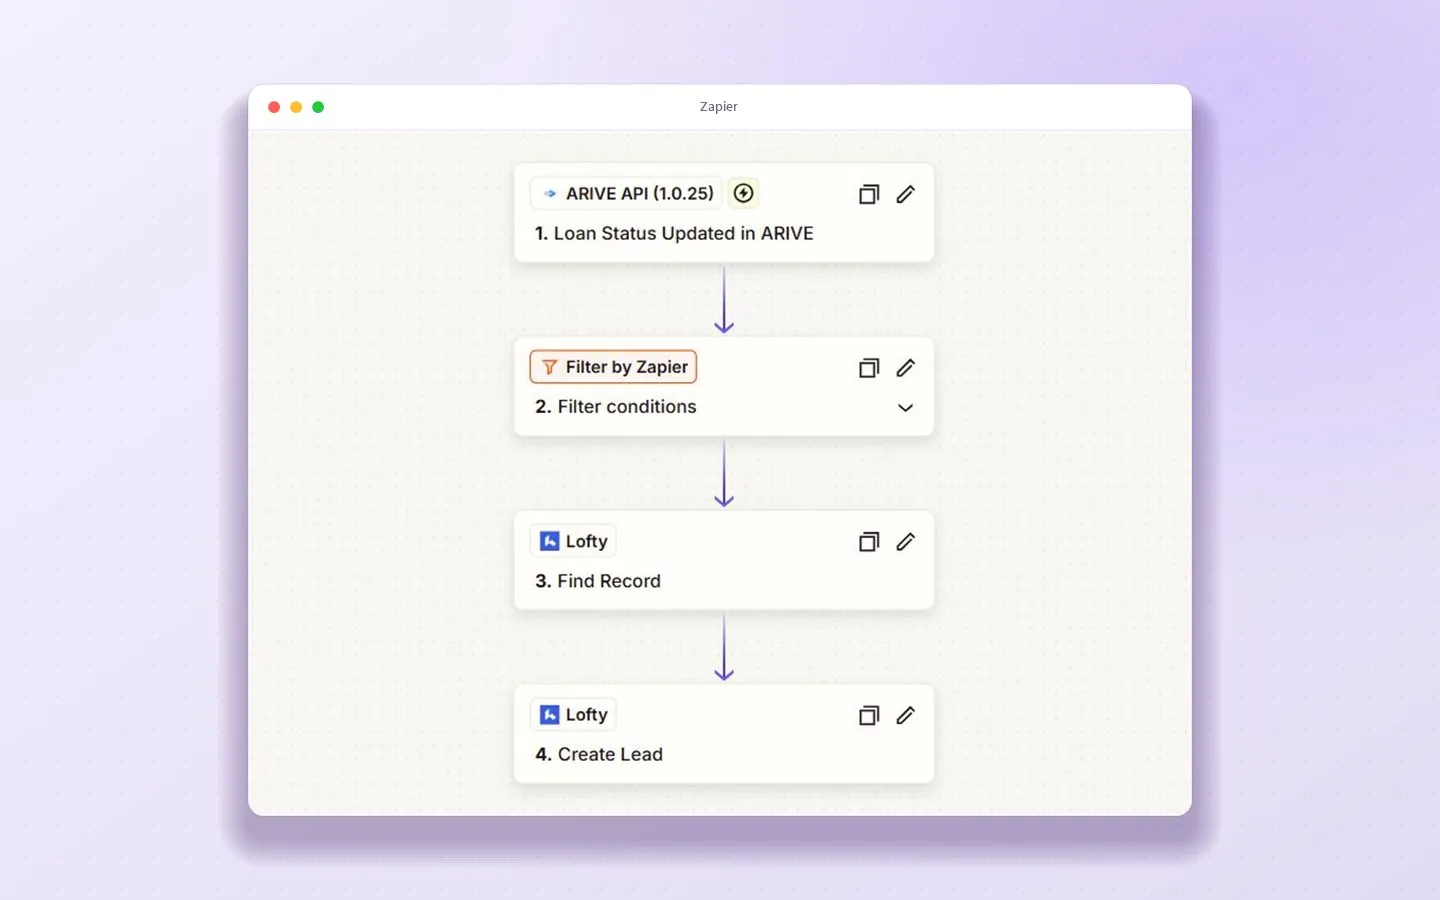 Zapier
ARIVE API (1.0.25)
1. Loan Status Updated in ARIVE
Filter by Zapier
2. Filter conditions
Lofty
3. Find Record
Lofty
4. Create Lead